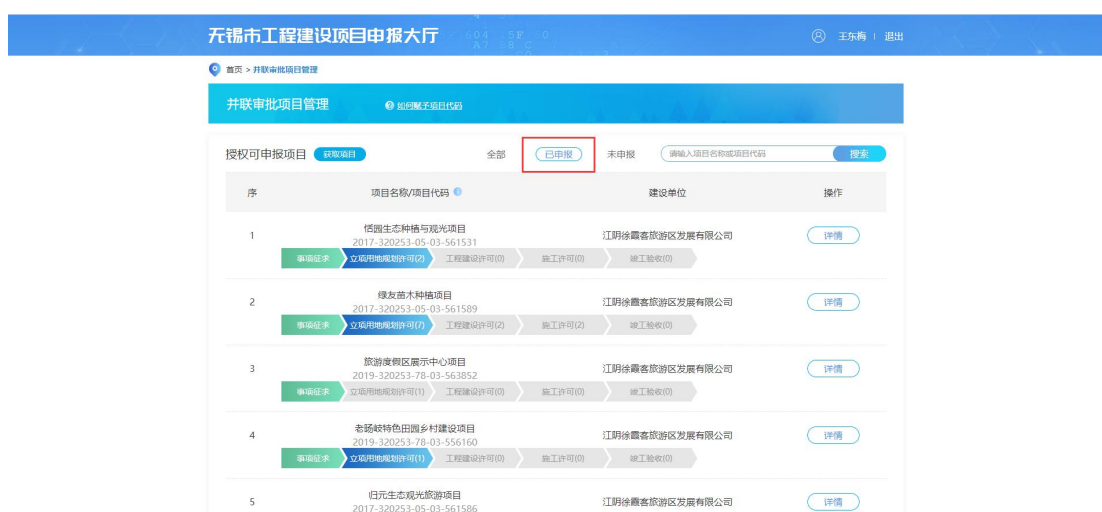 无锡市工程建设项目申报大厅
王东梅 | 退出
首页 > 并联审批项目管理
并联审批项目管理 如何赋予项目代码
授权可申报项目 获取项目 全部 已申报 未申报 请输入项目名称或项目代码 搜索
序 项目名称/项目代码 建设单位 操作
恬园生态种植与观光项目
1 江阴徐霞客旅游区发展有限公司 详情
2017-320253-05-03-561531
事项征求 立项用地规划许可(2) 工程建设许可(0) 施工许可(0) 竣工验收(0)
绿友苗木种植项目
2 江阴徐霞客旅游区发展有限公司 详情
2017-320253-05-03-561589
事项征求 立项用地规划许可(7) 工程建设许可(2) 施工许可(2) 竣工验收(0)
旅游度假区展示中心项目
3 江阴徐霞客旅游区发展有限公司 详情
2019-320253-78-03-563852
事项征求 立项用地规划许可(1) 工程建设许可(0) 施工许可(0) 竣工验收(0)
老旸岐特色田园乡村建设项目
4 江阴徐霞客旅游区发展有限公司 详情
2019-320253-78-03-556160
事项征求 立项用地规划许可(1) 工程建设许可(0) 施工许可(0) 竣工验收(0)
归元生态观光旅游项目
5 江阴徐霞客旅游区发展有限公司 详情
2017-320253-05-03-561586